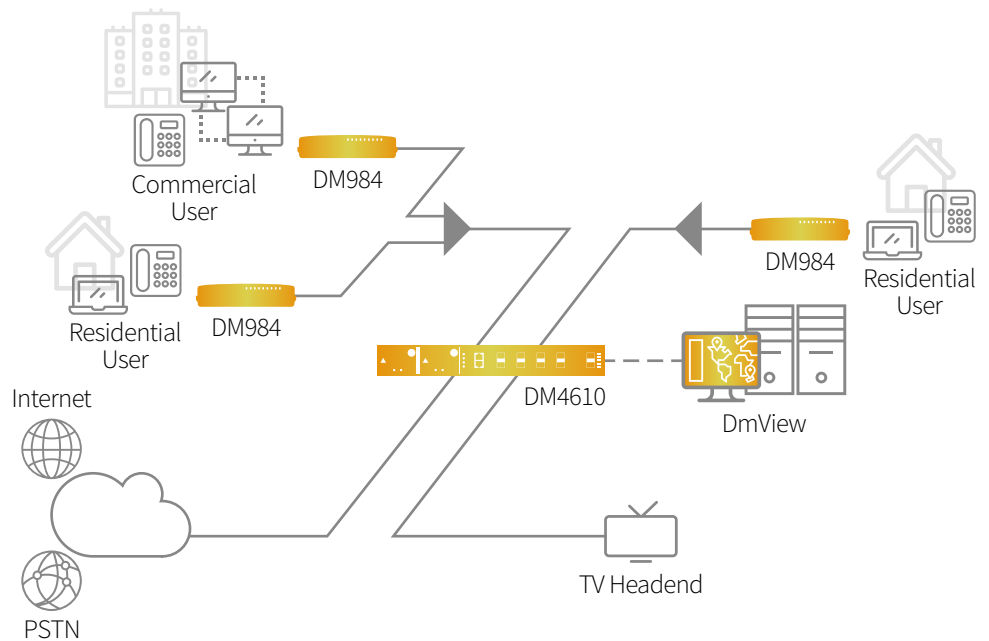 Commercial
User
DM984
Residential
User
DM984
DM984
Residential
User
DM4610
DmView
Internet
PSTN
TV Headend